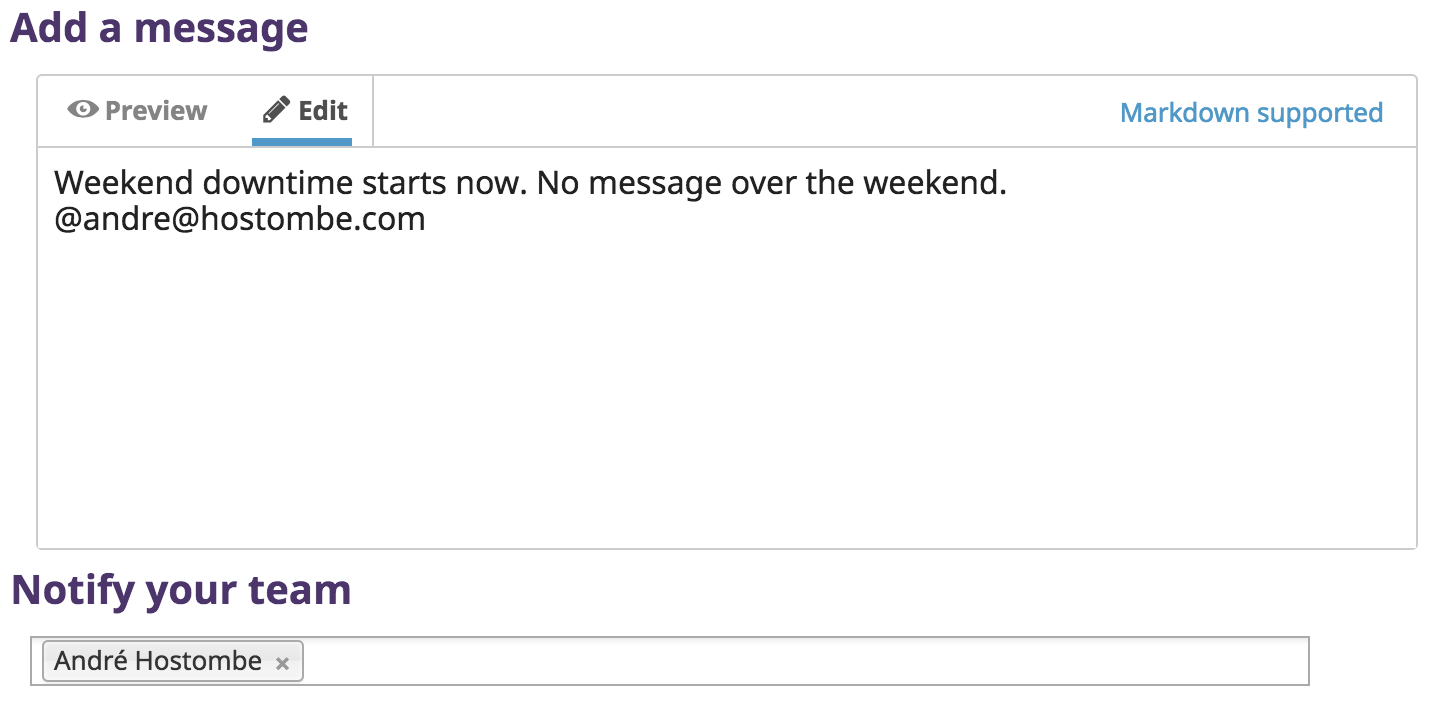 Add a message
Preview Edit Markdown supported
Weekend downtime starts now. No message over the weekend.
@andre@hostombe.com
Notify your team
André Hostombe ×